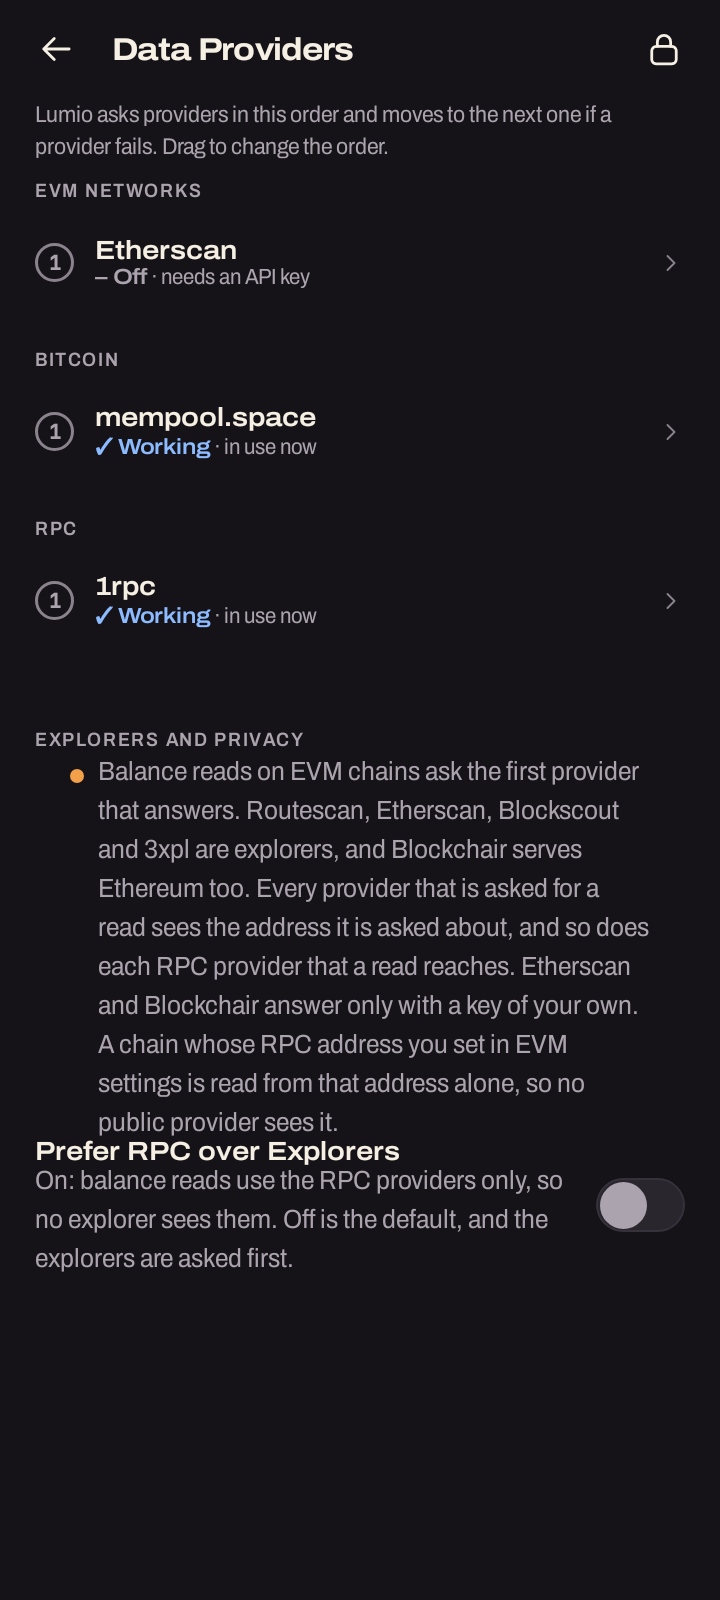 Data Providers
Lumio asks providers in this order and moves to the next one if a
provider fails. Drag to change the order.
EVM NETWORKS
1
Etherscan
– Off · needs an API key
BITCOIN
1
mempool.space
✓ Working · in use now
RPC
1
1rpc
✓ Working · in use now
EXPLORERS AND PRIVACY
Balance reads on EVM chains ask the first provider
that answers. Routescan, Etherscan, Blockscout
and 3xpl are explorers, and Blockchair serves
Ethereum too. Every provider that is asked for a
read sees the address it is asked about, and so does
each RPC provider that a read reaches. Etherscan
and Blockchair answer only with a key of your own.
A chain whose RPC address you set in EVM
settings is read from that address alone, so no
public provider sees it.
Prefer RPC over Explorers
On: balance reads use the RPC providers only, so
no explorer sees them. Off is the default, and the
explorers are asked first.